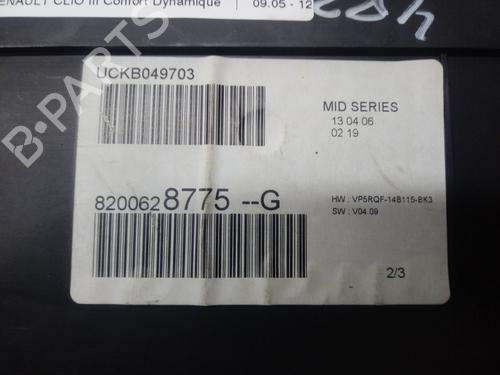 RENAULT CLIO III Confort Dynamique | 09.05 - 12
UCKB049703
MID SERIES
13 04 06
02 19
8200628775 --G
HW : VP5RQF-14B115-BK3
SW : V04.09
2/3
B-PARTS